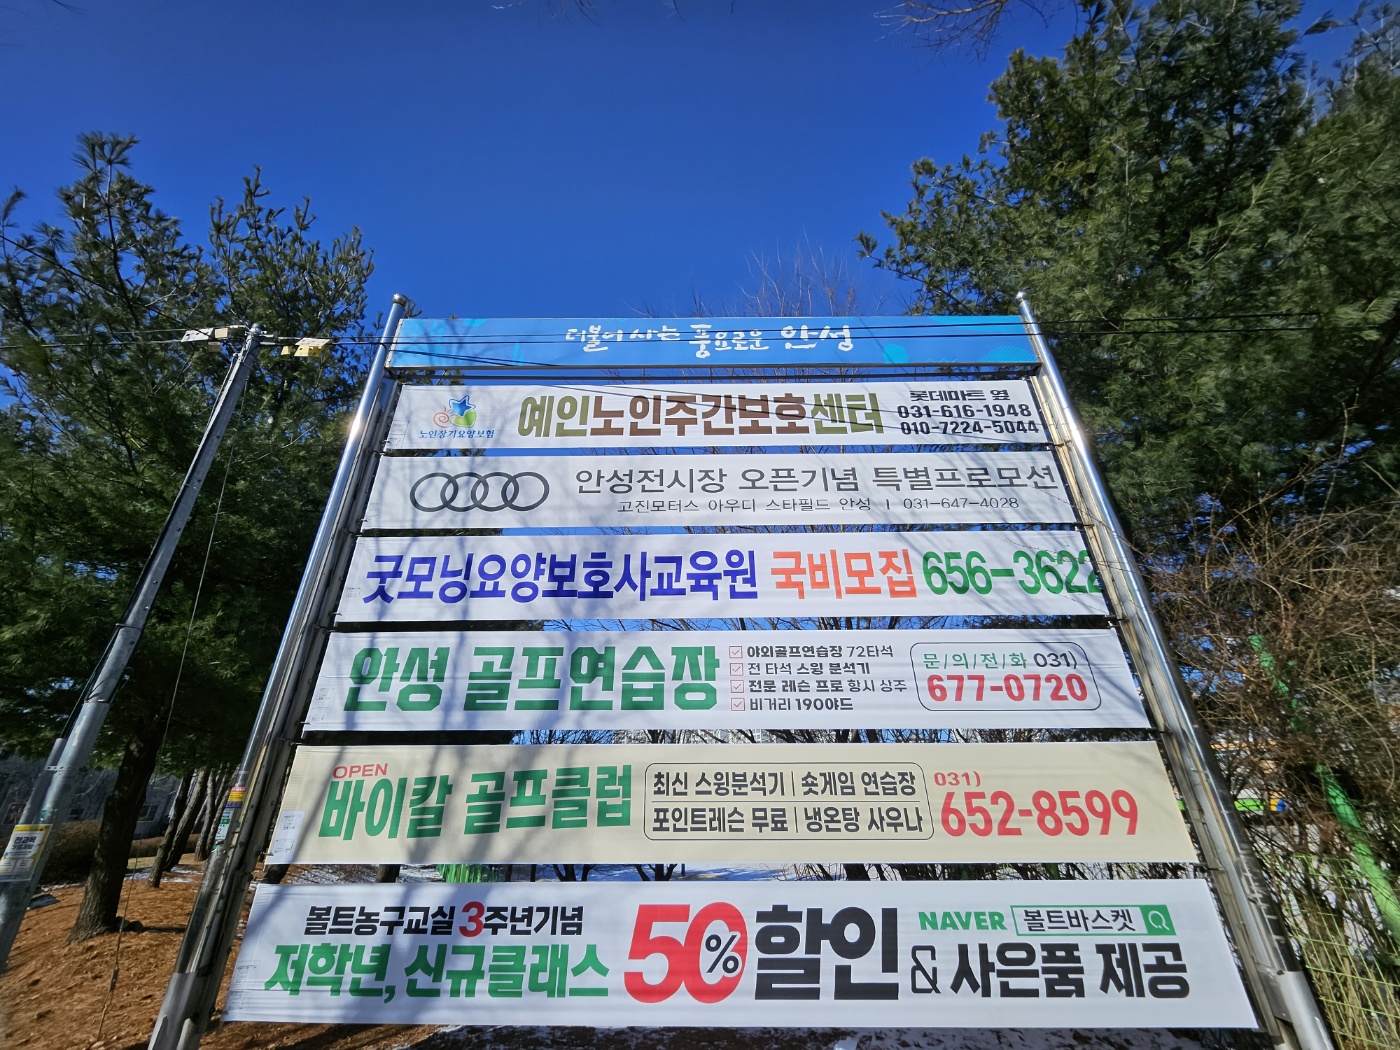 더불어 사는 풍요로운 안성
노인장기요양보험
예인노인주간보호센터
롯데마트 옆
031-616-1948
010-7224-5044
안성전시장 오픈기념 특별프로모션
고진모터스 아우디 스타필드 안성 | 031-647-4028
굿모닝요양보호사교육원 국비모집 656-3622
안성 골프연습장
야외골프연습장 72타석
전 타석 스윙 분석기
전문 레슨 프로 항시 상주
비거리 190야드
문/의/전/화 031)
677-0720
OPEN
바이칼 골프클럽
최신 스윙분석기 | 숏게임 연습장
포인트레슨 무료 | 냉온탕 사우나
031)
652-8599
볼트농구교실 3주년기념
저학년, 신규클래스
50% 할인
NAVER 볼트바스켓
& 사은품 제공